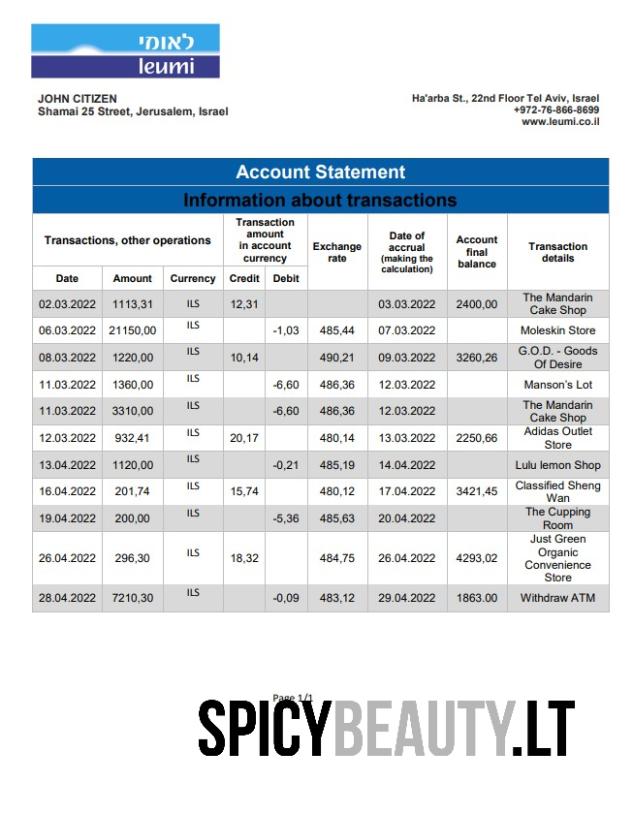 לאומי
leumi
JOHN CITIZEN
Shamai 25 Street, Jerusalem, Israel
Ha'arba St., 22nd Floor Tel Aviv, Israel
+972-76-866-8699
www.leumi.co.il
Account Statement
Information about transactions
Transactions, other operations
Transaction
amount
in account
currency
Exchange
rate
Date of
accrual
(making the
calculation)
Account
final
balance
Transaction
details
Date Amount Currency Credit Debit
02.03.2022 1113,31 ILS 12,31 03.03.2022 2400,00 The Mandarin
Cake Shop
06.03.2022 21150,00 ILS -1,03 485,44 07.03.2022 Moleskin Store
08.03.2022 1220,00 ILS 10,14 490,21 09.03.2022 3260,26 G.O.D. - Goods
Of Desire
11.03.2022 1360,00 ILS -6,60 486,36 12.03.2022 Manson's Lot
11.03.2022 3310,00 ILS -6,60 486,36 12.03.2022 The Mandarin
Cake Shop
12.03.2022 932,41 ILS 20,17 480,14 13.03.2022 2250,66 Adidas Outlet
Store
13.04.2022 1120,00 ILS -0,21 485,19 14.04.2022 Lulu lemon Shop
16.04.2022 201,74 ILS 15,74 480,12 17.04.2022 3421,45 Classified Sheng
Wan
19.04.2022 200,00 ILS -5,36 485,63 20.04.2022 The Cupping
Room
26.04.2022 296,30 ILS 18,32 484,75 26.04.2022 4293,02 Just Green
Organic
Convenience
Store
28.04.2022 7210,30 ILS -0,09 483,12 29.04.2022 1863.00 Withdraw ATM
Page 1/1
SPICYBEAUTY.LT